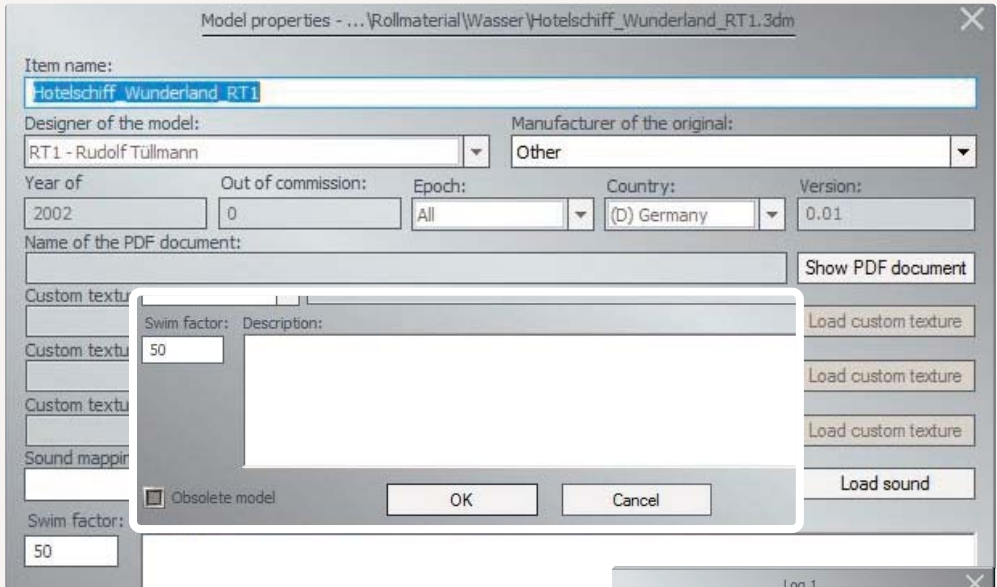 Model properties - ...\Rollmaterial\Wasser\Hotelschiff_Wunderland_RT1.3dm
Item name:
Hotelschiff_Wunderland_RT1
Designer of the model: Manufacturer of the original:
RT1 - Rudolf Tüllmann Other
Year of Out of commission: Epoch: Country: Version:
2002 0 All (D) Germany 0.01
Name of the PDF document:
Show PDF document
Custom textu
Load custom texture
Custom textu
Load custom texture
Custom textu
Load custom texture
Sound mappin
Load sound
Swim factor:
50
Swim factor: Description:
50
Obsolete model OK Cancel
Log 1